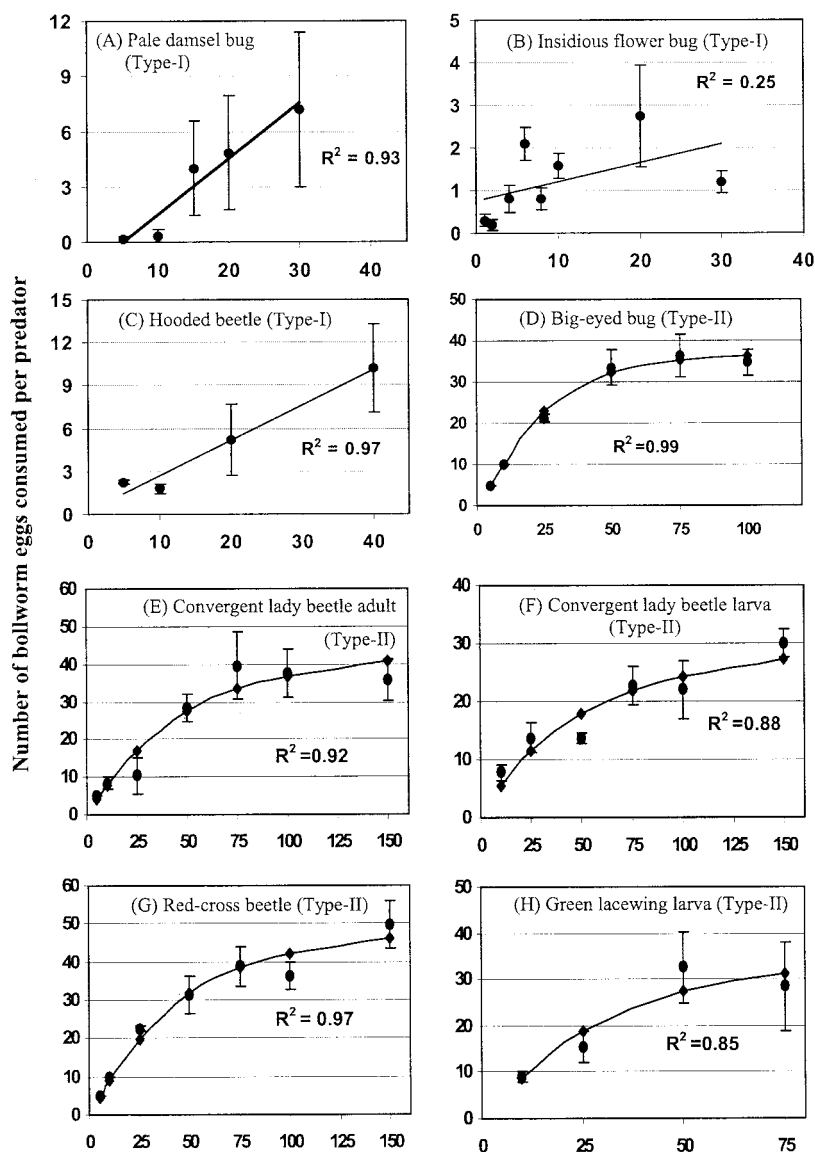 Number of bollworm eggs consumed per predator
(A) Pale damsel bug
(Type-I)
R² = 0.93
12
9
6
3
0
0 10 20 30 40
(B) Insidious flower bug (Type-I)
R² = 0.25
5
4
3
2
1
0
0 10 20 30 40
(C) Hooded beetle (Type-I)
R² = 0.97
15
12
9
6
3
0
0 10 20 30 40
(D) Big-eyed bug (Type-II)
R² =0.99
50
40
30
20
10
0
0 25 50 75 100
(E) Convergent lady beetle adult
(Type-II)
R² =0.92
60
50
40
30
20
10
0
0 25 50 75 100 125 150
(F) Convergent lady beetle larva
(Type-II)
R² =0.88
40
30
20
10
0
0 25 50 75 100 125 150
(G) Red-cross beetle (Type-II)
R² = 0.97
60
50
40
30
20
10
0
0 25 50 75 100 125 150
(H) Green lacewing larva (Type-II)
R² =0.85
50
40
30
20
10
0
0 25 50 75